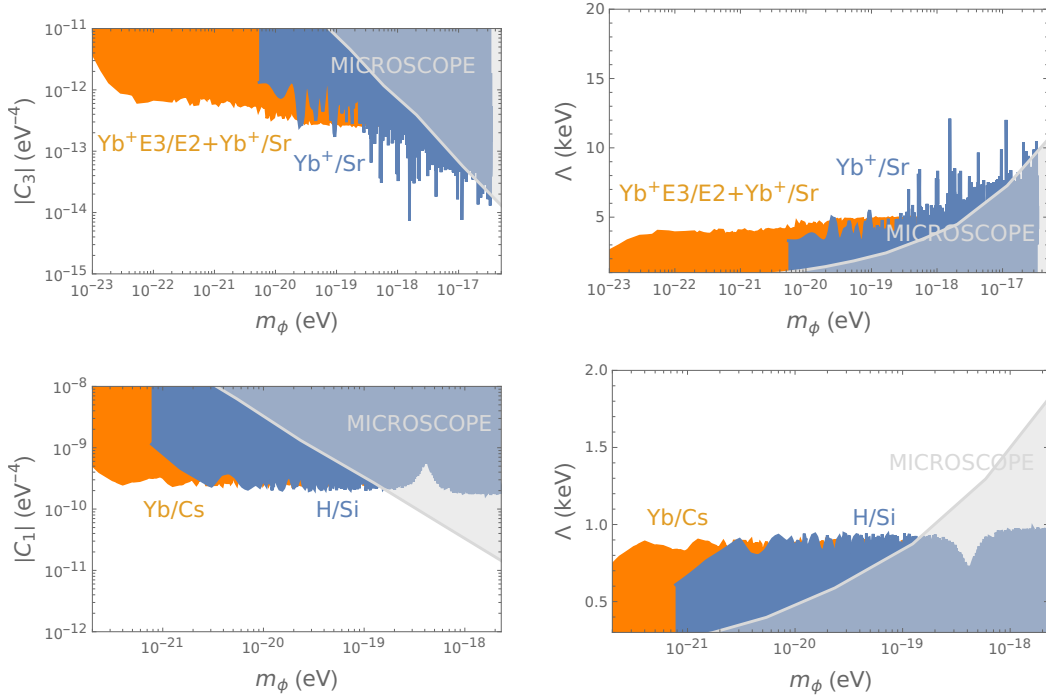 |C₃| (eV⁻⁴)
10⁻¹¹
10⁻¹²
10⁻¹³
10⁻¹⁴
10⁻¹⁵
MICROSCOPE
Yb⁺E3/E2+Yb⁺/Sr
Yb⁺/Sr
10⁻²³ 10⁻²² 10⁻²¹ 10⁻²⁰ 10⁻¹⁹ 10⁻¹⁸ 10⁻¹⁷
m_ϕ (eV)
Λ (keV)
20
15
10
5
Yb⁺/Sr
Yb⁺E3/E2+Yb⁺/Sr
MICROSCOPE
10⁻²³ 10⁻²² 10⁻²¹ 10⁻²⁰ 10⁻¹⁹ 10⁻¹⁸ 10⁻¹⁷
m_ϕ (eV)
|C₁| (eV⁻⁴)
10⁻⁸
10⁻⁹
10⁻¹⁰
10⁻¹¹
10⁻¹²
MICROSCOPE
Yb/Cs
H/Si
10⁻²¹ 10⁻²⁰ 10⁻¹⁹ 10⁻¹⁸
m_ϕ (eV)
Λ (keV)
2.0
1.5
1.0
0.5
MICROSCOPE
Yb/Cs
H/Si
10⁻²¹ 10⁻²⁰ 10⁻¹⁹ 10⁻¹⁸
m_ϕ (eV)